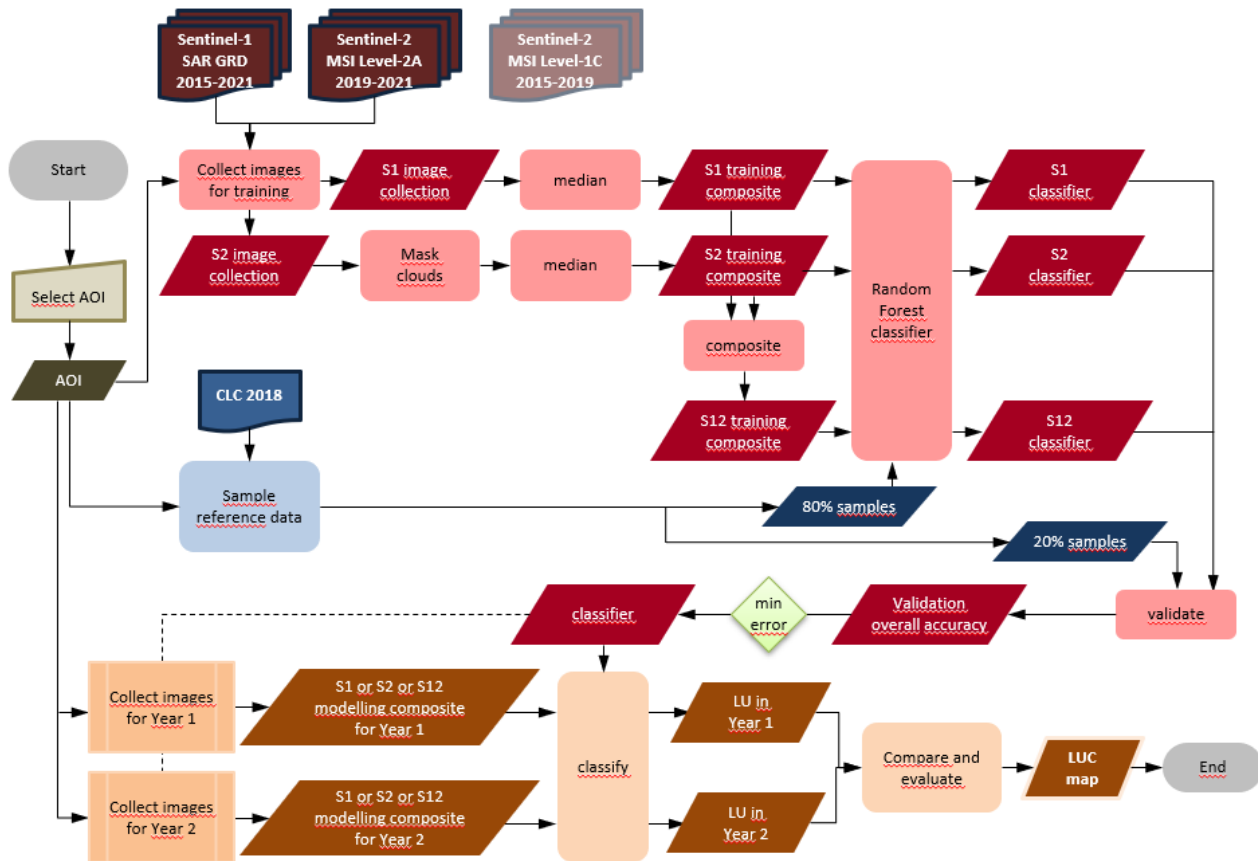 Sentinel-1
SAR GRD
2015-2021
Sentinel-2
MSI Level-2A
2019-2021
Sentinel-2
MSI Level-1C
2015-2019
Start
Collect images
for training
S1 image
collection
median
S1 training
composite
S1
classifier
S2 image
collection
Mask
clouds
median
S2 training
composite
Random
Forest
classifier
S2
classifier
Select AOI
composite
AOI
CLC 2018
S12 training
composite
S12
classifier
Sample
reference data
80% samples
20% samples
classifier
min
error
Validation
overall accuracy
validate
Collect images
for Year 1
S1 or S2 or S12
modelling composite
for Year 1
classify
LU in
Year 1
Compare and
evaluate
LUC
map
End
Collect images
for Year 2
S1 or S2 or S12
modelling composite
for Year 2
LU in
Year 2